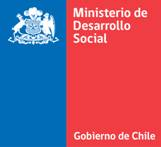 Ministerio de
Desarrollo
Social
Gobierno de Chile